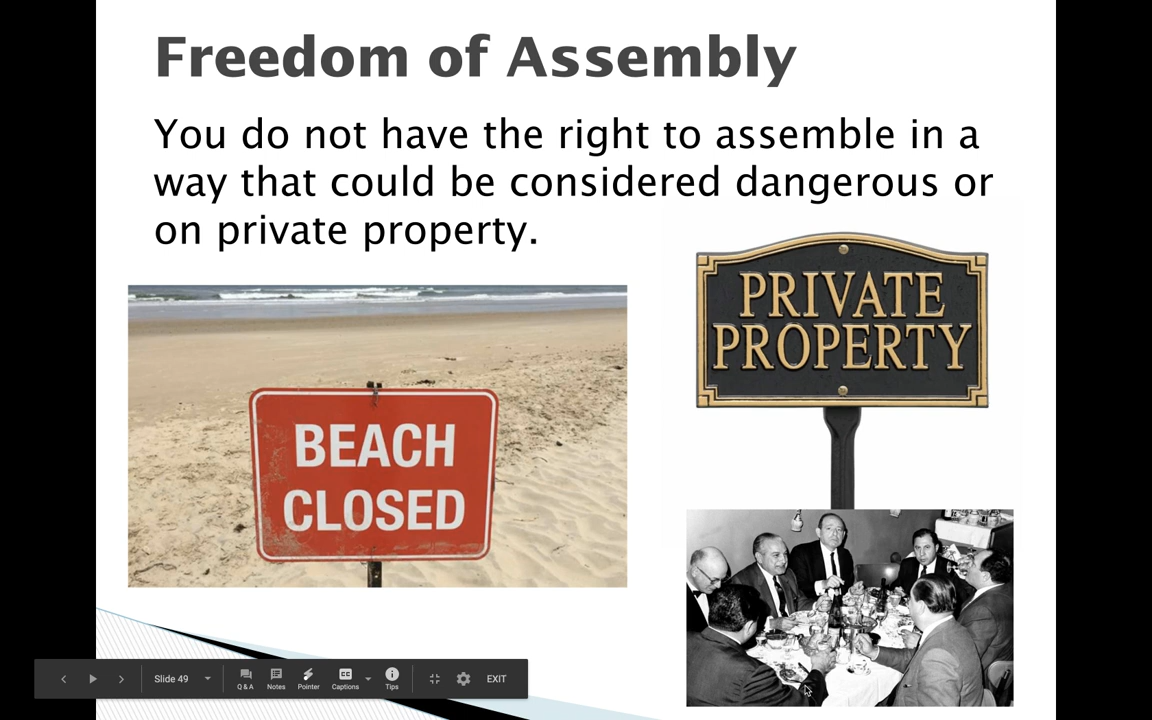 Freedom of Assembly
You do not have the right to assemble in a
way that could be considered dangerous or
on private property.
PRIVATE
PROPERTY
BEACH
CLOSED
Slide 49
Q & A
Notes
Pointer
CC
Captions
Tips
EXIT